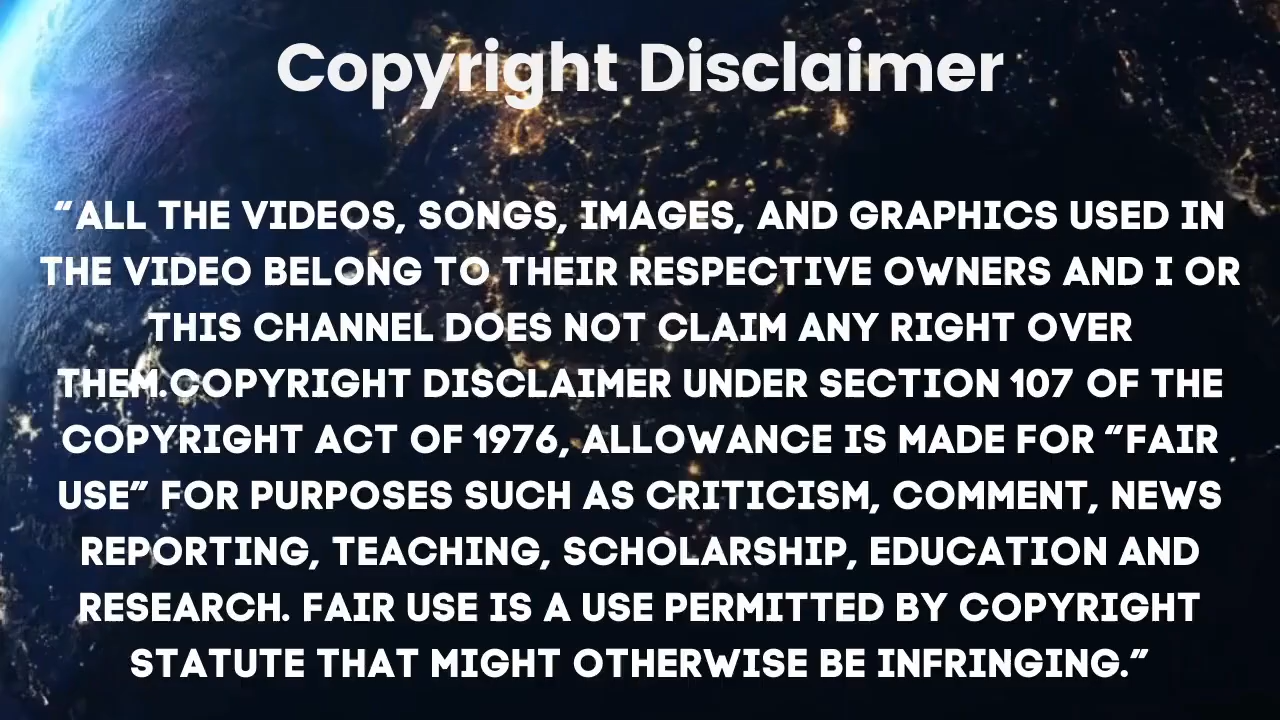 Copyright Disclaimer
“ALL THE VIDEOS, SONGS, IMAGES, AND GRAPHICS USED IN
THE VIDEO BELONG TO THEIR RESPECTIVE OWNERS AND I OR
THIS CHANNEL DOES NOT CLAIM ANY RIGHT OVER
THEM.COPYRIGHT DISCLAIMER UNDER SECTION 107 OF THE
COPYRIGHT ACT OF 1976, ALLOWANCE IS MADE FOR “FAIR
USE” FOR PURPOSES SUCH AS CRITICISM, COMMENT, NEWS
REPORTING, TEACHING, SCHOLARSHIP, EDUCATION AND
RESEARCH. FAIR USE IS A USE PERMITTED BY COPYRIGHT
STATUTE THAT MIGHT OTHERWISE BE INFRINGING.”